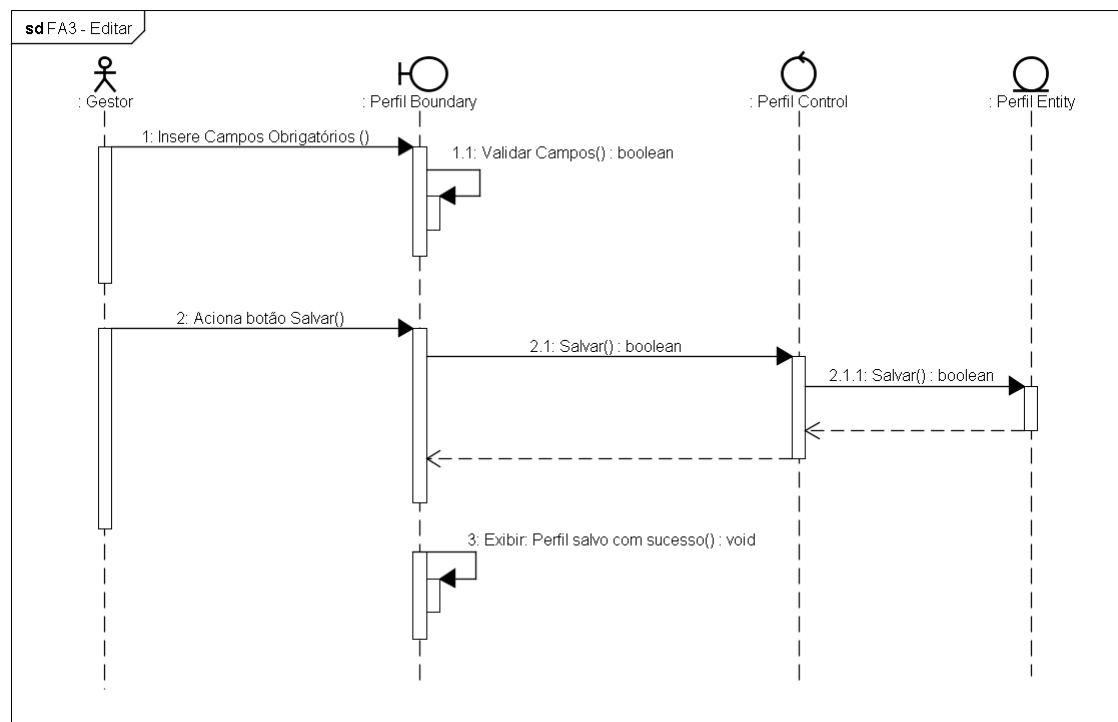 sd FA3 - Editar
: Gestor
: Perfil Boundary
: Perfil Control
: Perfil Entity
1: Insere Campos Obrigatórios ()
1.1: Validar Campos() : boolean
2: Aciona botão Salvar()
2.1: Salvar() : boolean
2.1.1: Salvar() : boolean
3: Exibir: Perfil salvo com sucesso() : void